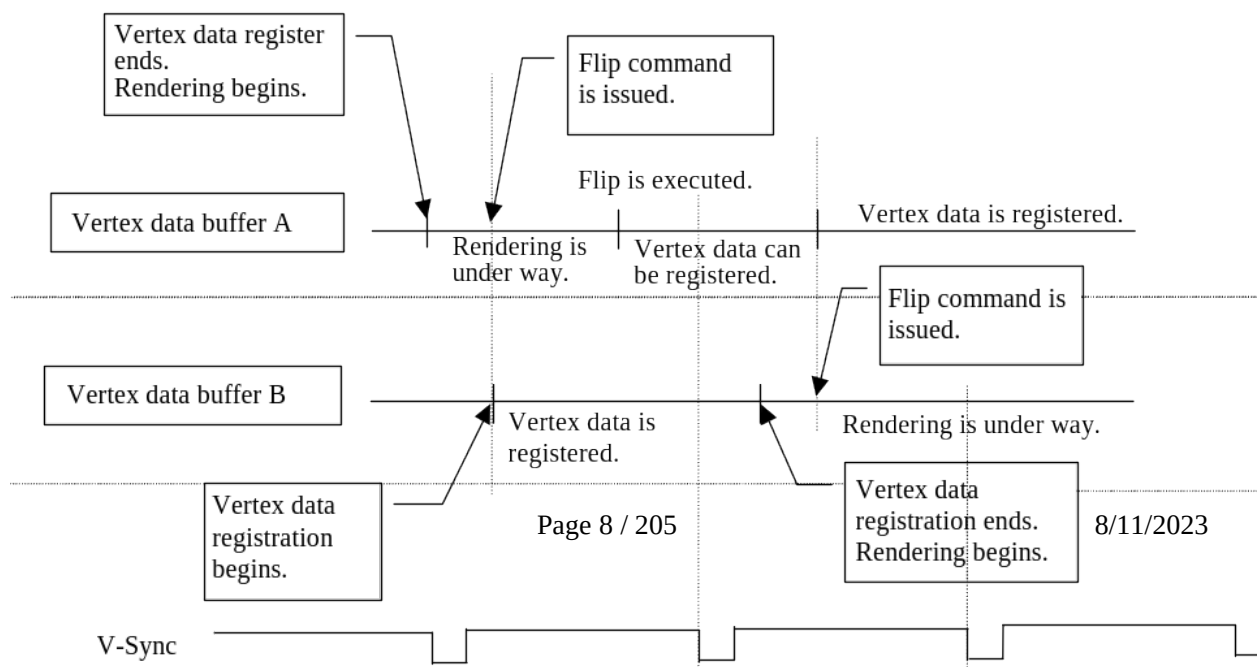 Vertex data register
ends.
Rendering begins.
Flip command
is issued.
Flip is executed.
Vertex data buffer A
Vertex data is registered.
Rendering is
under way.
Vertex data can
be registered.
Flip command is
issued.
Vertex data buffer B
Vertex data is
registered.
Rendering is under way.
Vertex data
registration
begins.
Page 8 / 205
Vertex data
registration ends.
Rendering begins.
8/11/2023
V-Sync